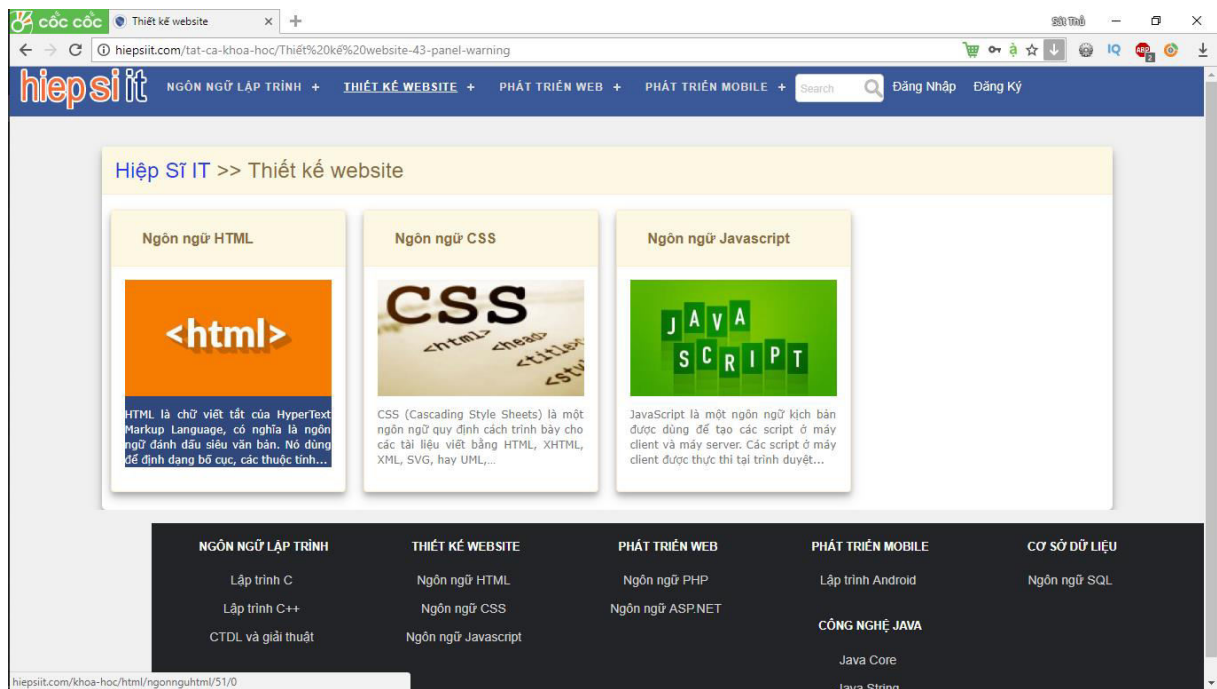 cốc cốc Thiết kế website
hiepsiit.com/tat-ca-khoa-hoc/Thiết%20kế%20website-43-panel-warning
hiepsi it NGÔN NGỮ LẬP TRÌNH + THIẾT KẾ WEBSITE + PHÁT TRIỂN WEB + PHÁT TRIỂN MOBILE + Search Đăng Nhập Đăng Ký
Hiệp Sĩ IT >> Thiết kế website
Ngôn ngữ HTML
<html>
HTML là chữ viết tắt của HyperText
Markup Language, có nghĩa là ngôn
ngữ đánh dấu siêu văn bản. Nó dùng
để định dạng bố cục, các thuộc tính...
Ngôn ngữ CSS
CSS
<html> <head>
<title>
<sty
CSS (Cascading Style Sheets) là một
ngôn ngữ quy định cách trình bày cho
các tài liệu viết bằng HTML, XHTML,
XML, SVG, hay UML,...
Ngôn ngữ Javascript
JAVA
SCRIPT
JavaScript là một ngôn ngữ kịch bản
được dùng để tạo các script ở máy
client và máy server. Các script ở máy
client được thực thi tại trình duyệt...
NGÔN NGỮ LẬP TRÌNH
Lập trình C
Lập trình C++
CTDL và giải thuật
THIẾT KẾ WEBSITE
Ngôn ngữ HTML
Ngôn ngữ CSS
Ngôn ngữ Javascript
PHÁT TRIỂN WEB
Ngôn ngữ PHP
Ngôn ngữ ASP.NET
PHÁT TRIỂN MOBILE
Lập trình Android
CÔNG NGHỆ JAVA
Java Core
Java String
CƠ SỞ DỮ LIỆU
Ngôn ngữ SQL
hiepsiit.com/khoa-hoc/html/ngonnguhtml/51/0